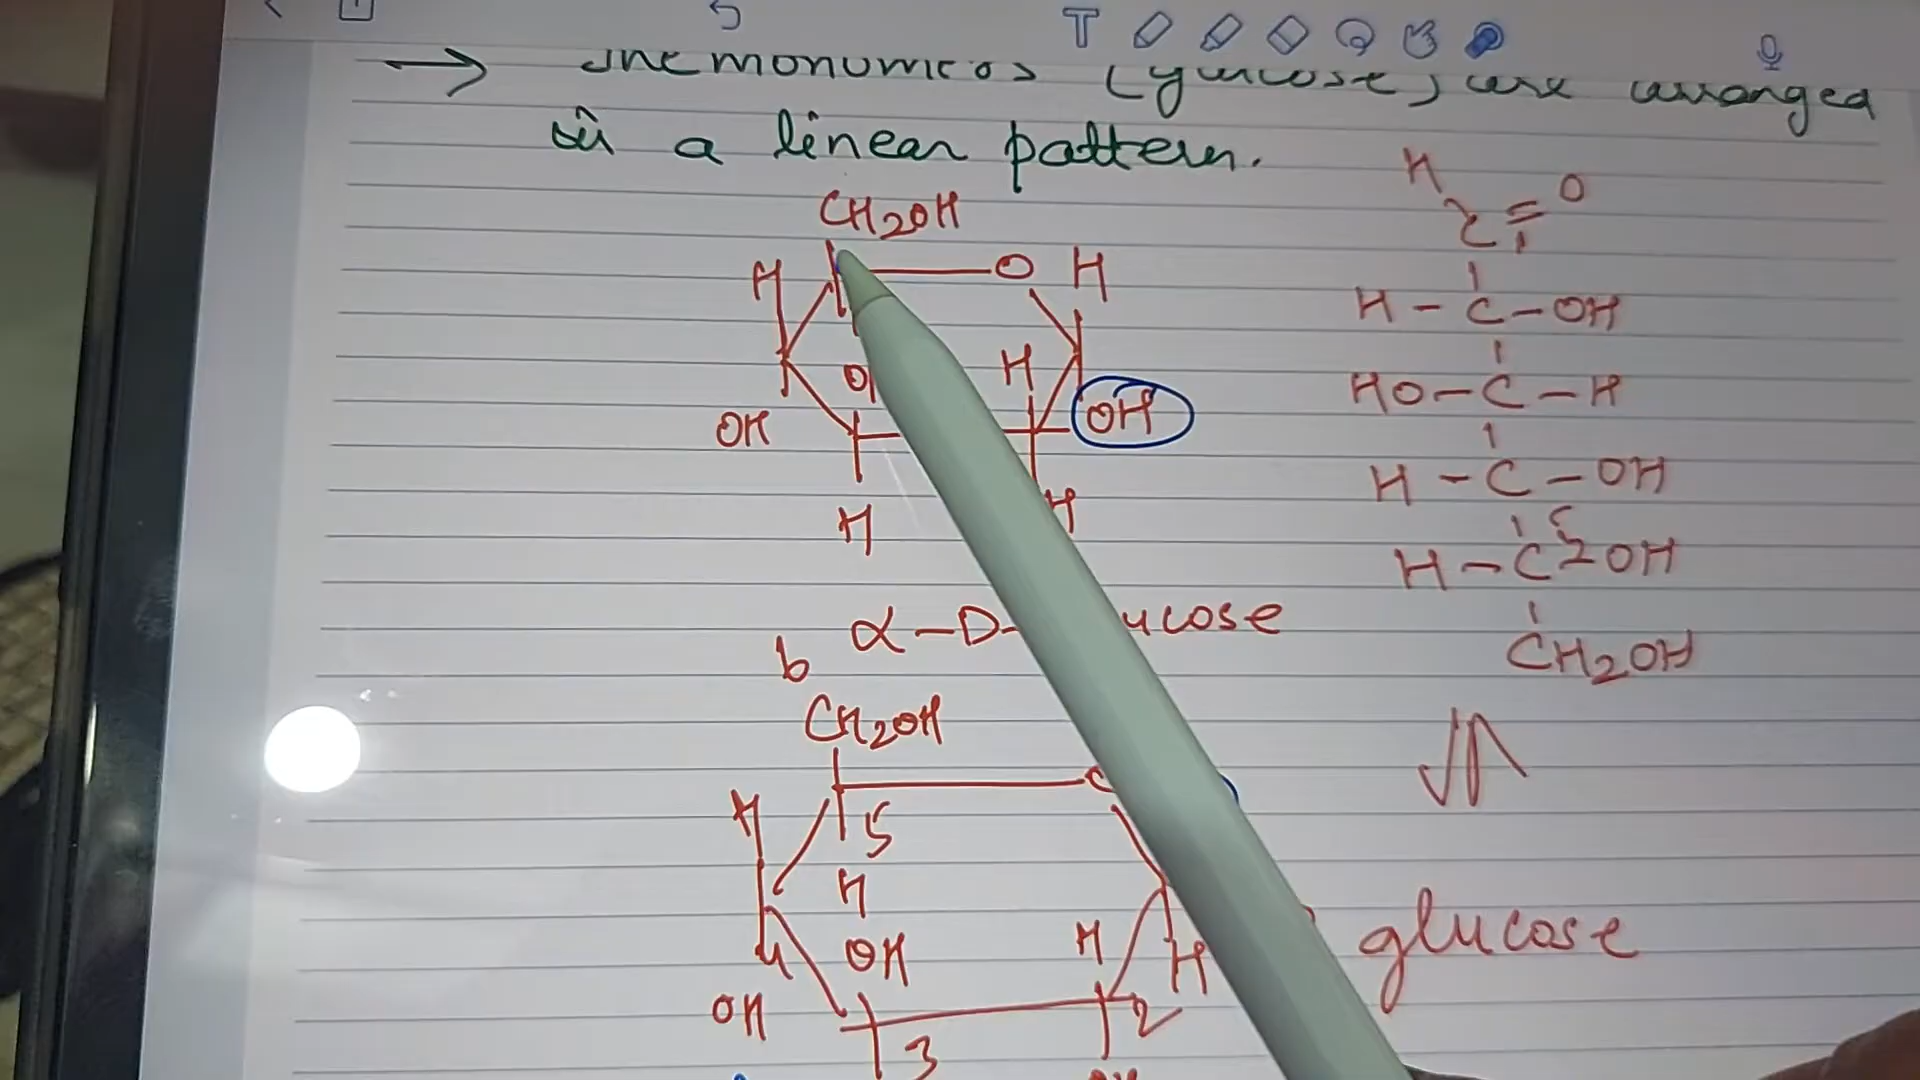 → The monomers (glucose) are arranged
in a linear pattern.
CH2OH
H O H
O H OH
OH
H H
α-D- ucose
b
CH2OH
H 5
H
4 OH H H
OH 3 2
H O
C
H - C - OH
HO - C - H
H - C - OH
5
H - C - OH
CH2OH
glucose